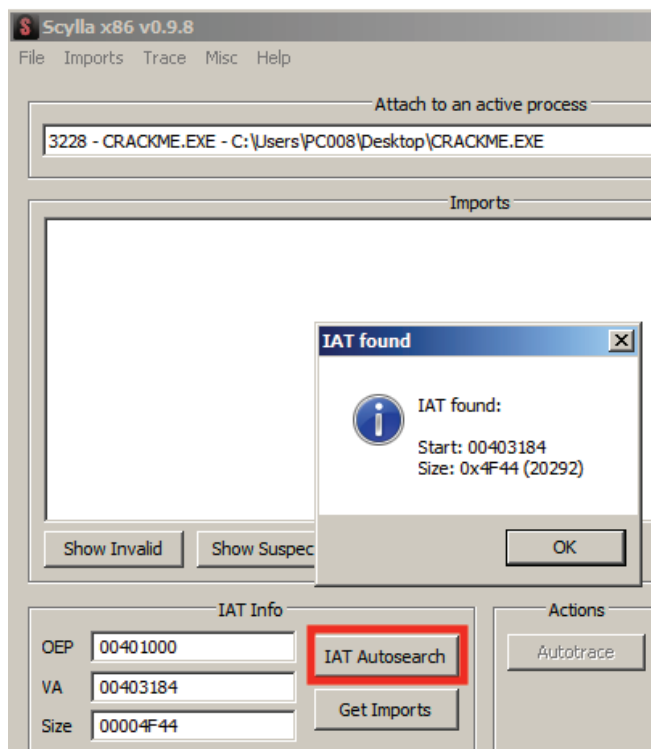 Scylla x86 v0.9.8
File Imports Trace Misc Help
Attach to an active process
3228 - CRACKME.EXE - C:\Users\PC008\Desktop\CRACKME.EXE
Imports
IAT found
IAT found:
Start: 00403184
Size: 0x4F44 (20292)
OK
Show Invalid Show Suspec
IAT Info
Actions
OEP 00401000
IAT Autosearch
Autotrace
VA 00403184
Get Imports
Size 00004F44